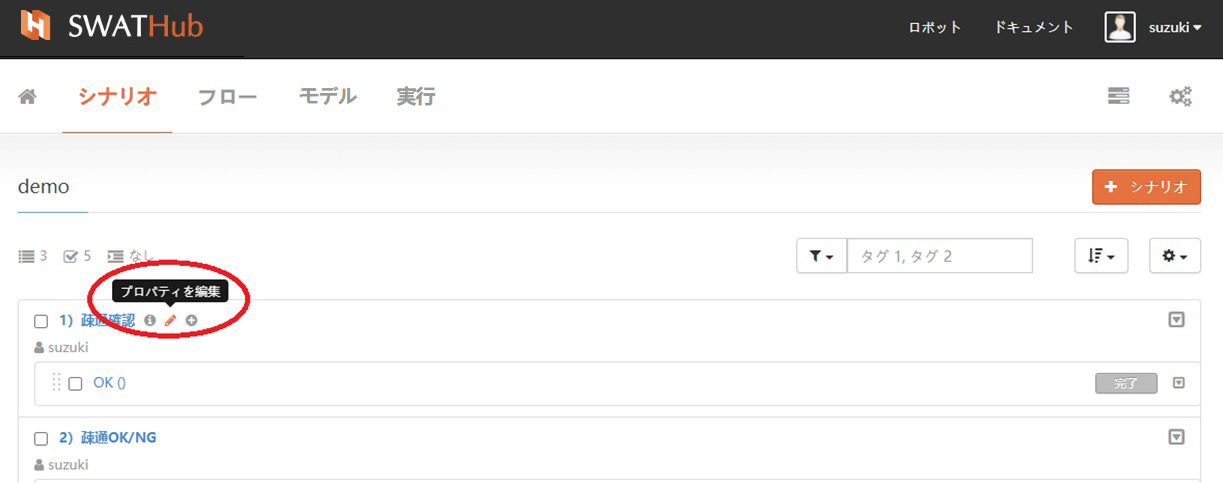 SWATHub
ロボット ドキュメント suzuki
シナリオ フロー モデル 実行
demo
シナリオ
3 5 なし
タグ 1, タグ 2
プロパティを編集
1) 疎通確認
suzuki
OK ()
完了
2) 疎通OK/NG
suzuki